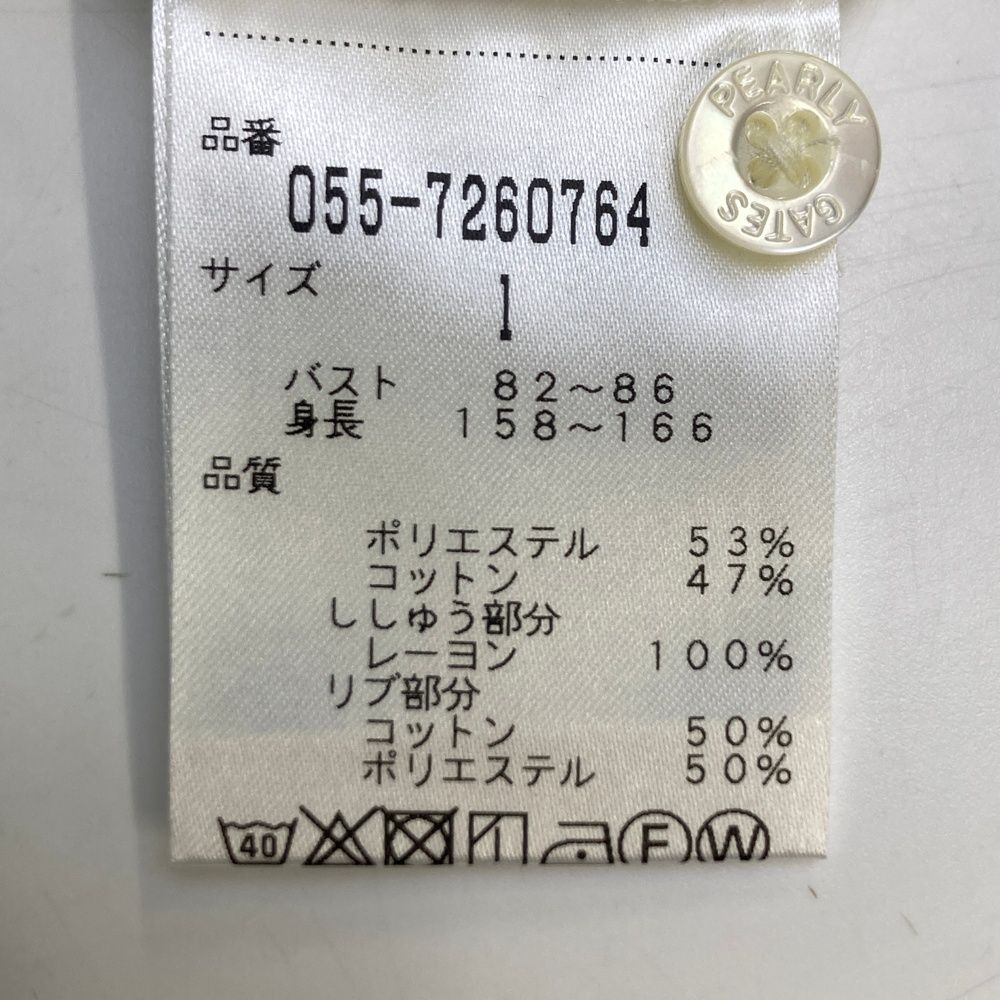 PEARLY
GATES
品番
055-7260764
サイズ
1
バスト 82～86
身長 158～166
品質
ポリエステル 53%
コットン 47%
ししゅう部分
レーヨン 100%
リブ部分
コットン 50%
ポリエステル 50%
40 F W